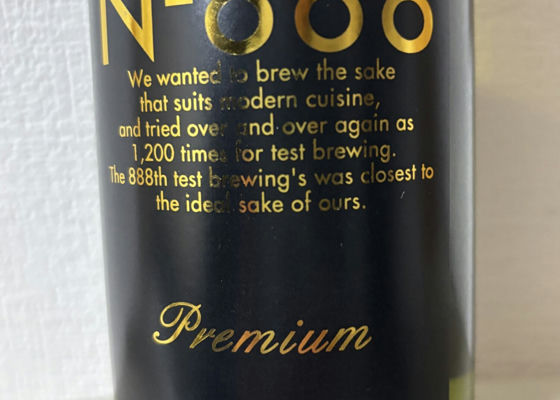 We wanted to brew the sake
that suits modern cuisine,
and tried over and over again as
1,200 times for test brewing.
The 888th test brewing's was closest to
the ideal sake of ours.
Premium